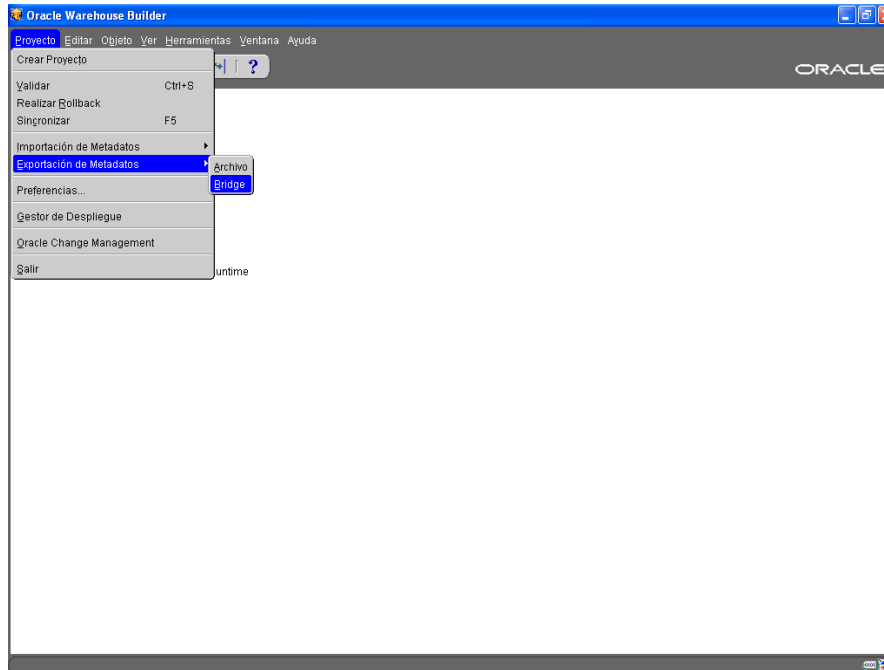 Oracle Warehouse Builder
Proyecto Editar Objeto Ver Herramientas Ventana Ayuda
ORACLE
Crear Proyecto
Validar Ctrl+S
Realizar Rollback
Sincronizar F5
Importación de Metadatos
Exportación de Metadatos
Archivo
Bridge
Preferencias...
Gestor de Despliegue
Oracle Change Management
Salir
untime